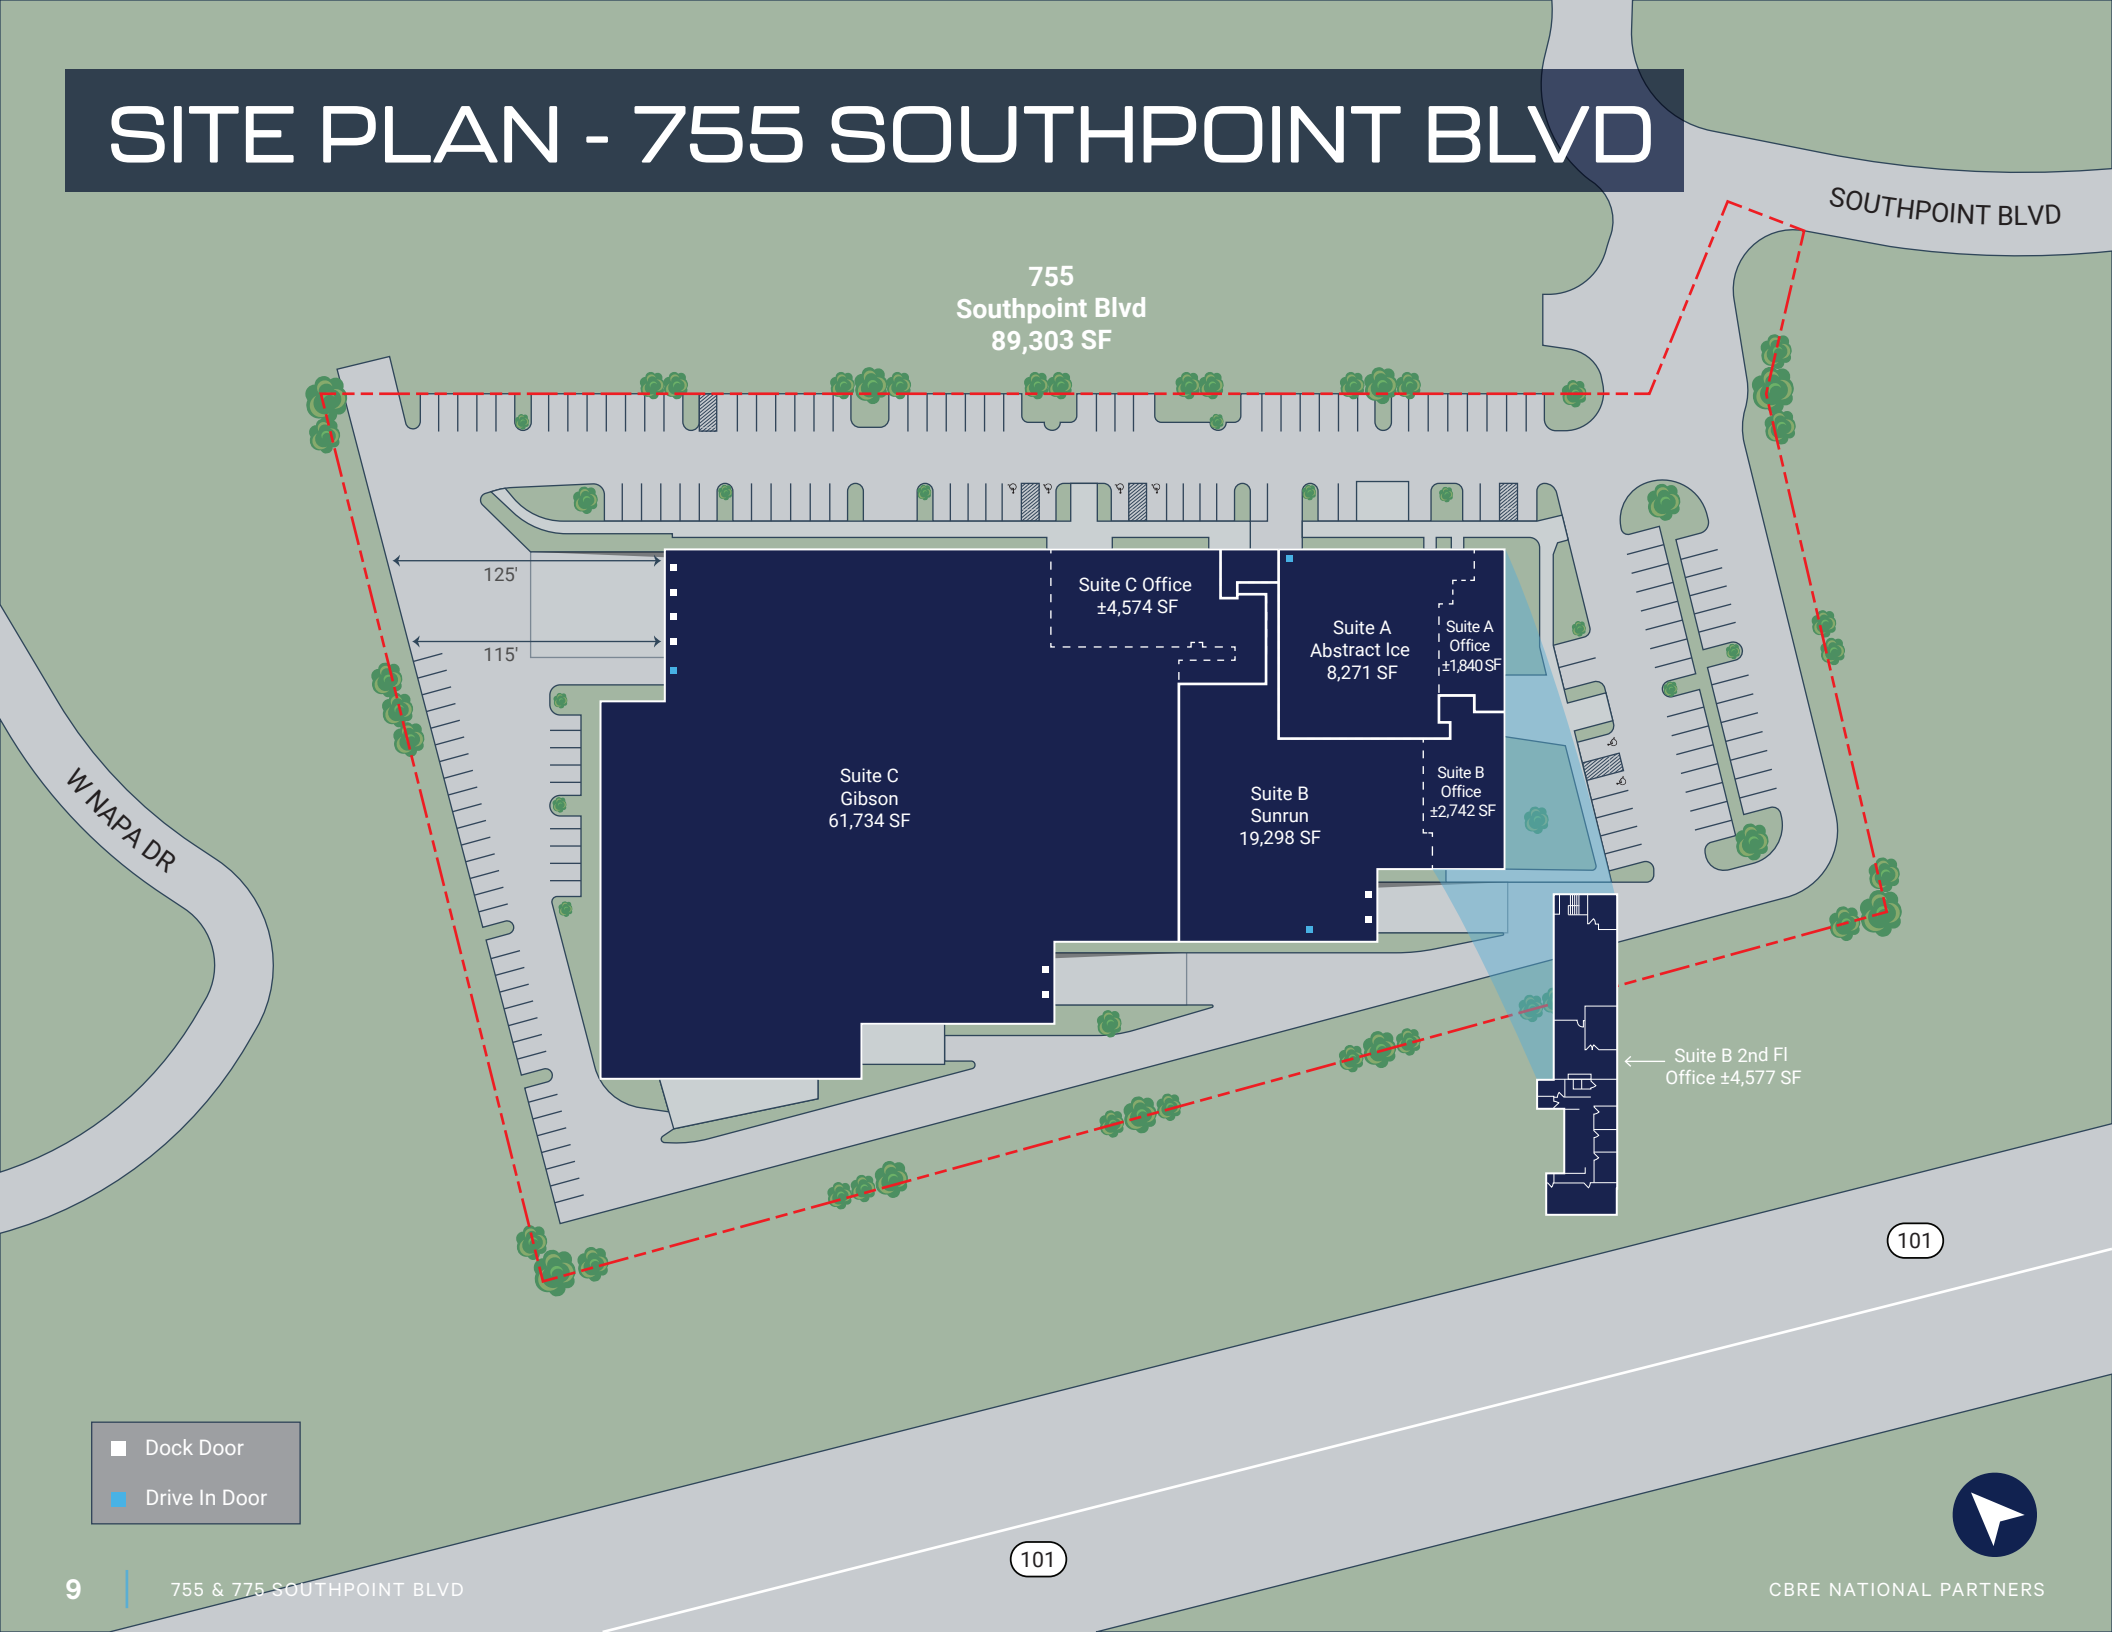 SITE PLAN - 755 SOUTHPOINT BLVD
SOUTHPOINT BLVD
755
Southpoint Blvd
89,303 SF
125'
115'
Suite C Office
±4,574 SF
Suite A
Abstract Ice
8,271 SF
Suite A
Office
±1,840 SF
Suite C
Gibson
61,734 SF
Suite B
Sunrun
19,298 SF
Suite B
Office
±2,742 SF
W NAPA DR
Suite B 2nd Fl
Office ±4,577 SF
101
101
Dock Door
Drive In Door
9
755 & 775 SOUTHPOINT BLVD
CBRE NATIONAL PARTNERS